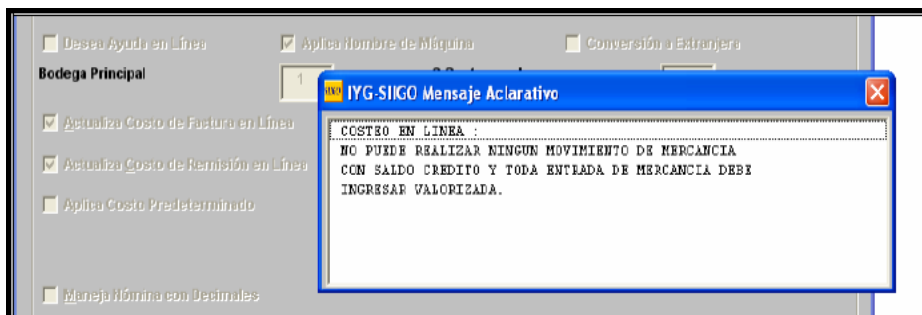 Desea Ayuda en Línea Aplica Nombre de Máquina Conversión a Extranjera
Bodega Principal 1
SIIGO IYG-SIIGO Mensaje Aclarativo
Actualiza Costo de Factura en Línea
COSTEO EN LINEA :
NO PUEDE REALIZAR NINGUN MOVIMIENTO DE MERCANCIA
Actualiza Costo de Remisión en Línea
CON SALDO CREDITO Y TODA ENTRADA DE MERCANCIA DEBE
INGRESAR VALORIZADA.
Aplica Costo Predeterminado
Maneja Nómina con Decimales